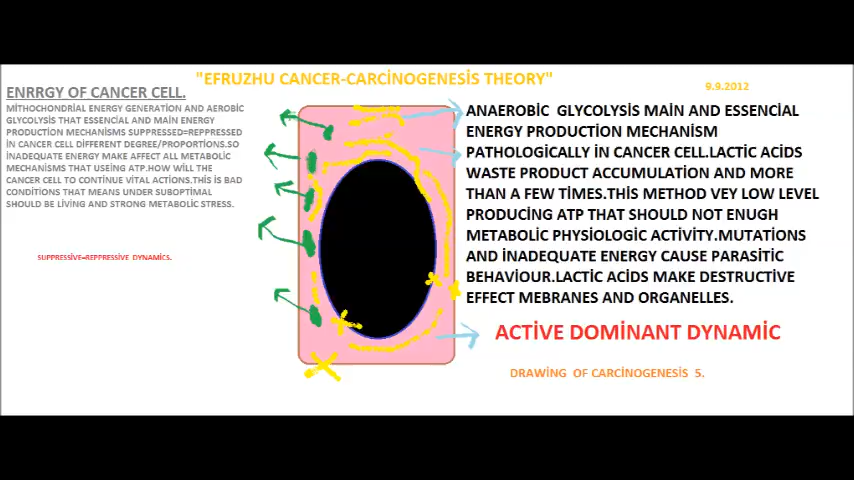 "EFRUZHU CANCER-CARCİNOGENESİS THEORY"
9.9.2012
ENRRGY OF CANCER CELL.
MİTHOCHONDRİAL ENERGY GENERATİON AND AEROBİC
GLYCOLYSİS THAT ESSENCİAL AND MAİN ENERGY
PRODUCTİON MECHANİSMS SUPPRESSED=REPPRESSED
İN CANCER CELL DİFFERENT DEGREE/PROPORTİONS.SO
İNADEQUATE ENERGY MAKE AFFECT ALL METABOLİC
MECHANİSMS THAT USEİNG ATP.HOW WİLL THE
CANCER CELL TO CONTİNUE VİTAL ACTİONS.THİS İS BAD
CONDİTİONS THAT MEANS UNDER SUBOPTİMAL
SHOULD BE LİVİNG AND STRONG METABOLİC STRESS.
SUPPRESSİVE=REPPRESSİVE DYNAMİCS.
ANAEROBİC GLYCOLYSİS MAİN AND ESSENCİAL
ENERGY PRODUCTİON MECHANİSM
PATHOLOGİCALLY İN CANCER CELL.LACTİC ACİDS
WASTE PRODUCT ACCUMULATİON AND MORE
THAN A FEW TİMES.THİS METHOD VEY LOW LEVEL
PRODUCİNG ATP THAT SHOULD NOT ENUGH
METABOLİC PHYSİOLOGİC ACTİVİTY.MUTATİONS
AND İNADEQUATE ENERGY CAUSE PARASİTİC
BEHAVİOUR.LACTİC ACİDS MAKE DESTRUCTİVE
EFFECT MEBRANES AND ORGANELLES.
ACTİVE DOMİNANT DYNAMİC
DRAWİNG OF CARCİNOGENESİS 5.